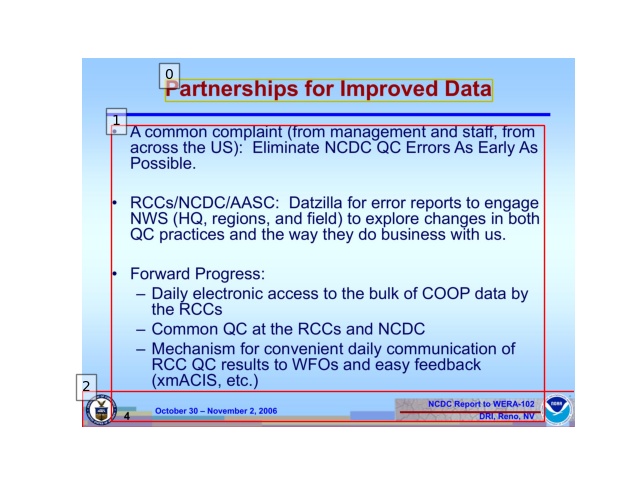 0
Partnerships for Improved Data
1
• A common complaint (from management and staff, from
across the US):  Eliminate NCDC QC Errors As Early As
Possible.
• RCCs/NCDC/AASC:  Datzilla for error reports to engage
NWS (HQ, regions, and field) to explore changes in both
QC practices and the way they do business with us.
• Forward Progress:
– Daily electronic access to the bulk of COOP data by
the RCCs
– Common QC at the RCCs and NCDC
– Mechanism for convenient daily communication of
RCC QC results to WFOs and easy feedback
(xmACIS, etc.)
2
4
October 30 – November 2, 2006
NCDC Report to WERA-102
DRI, Reno, NV